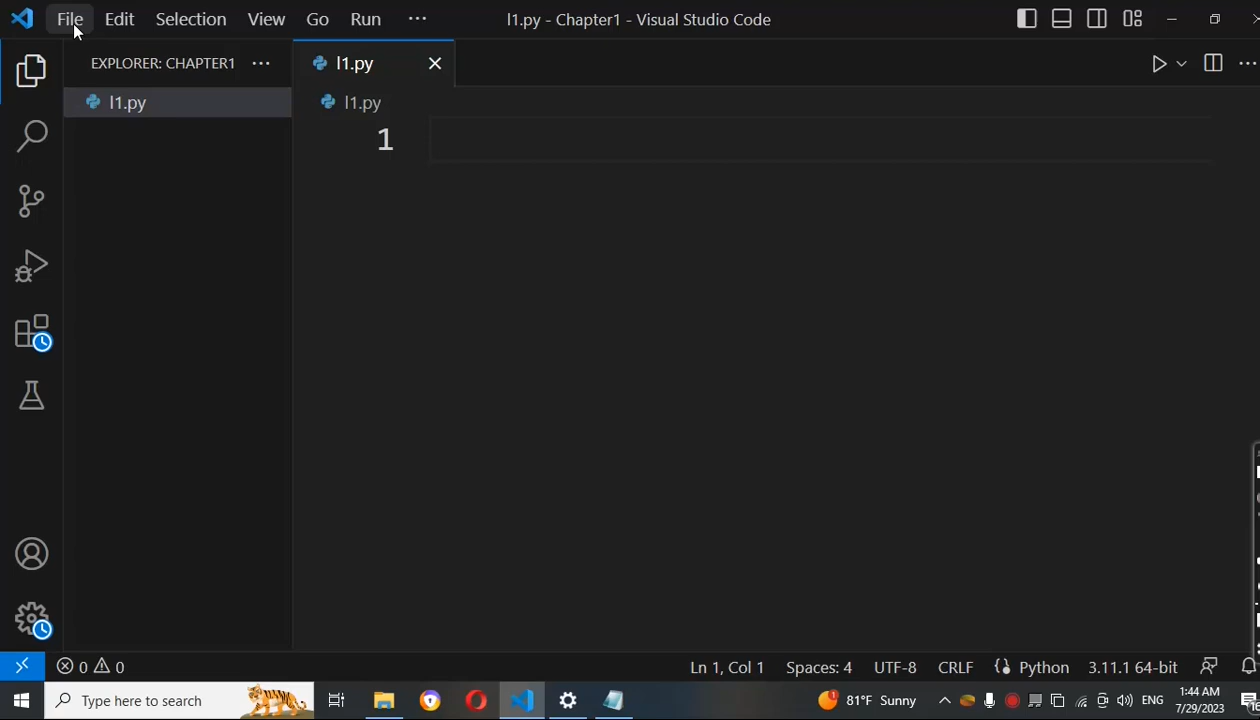 File Edit Selection View Go Run ··· l1.py - Chapter1 - Visual Studio Code
EXPLORER: CHAPTER1 ··· l1.py
l1.py l1.py
1
0 0 Ln 1, Col 1 Spaces: 4 UTF-8 CRLF Python 3.11.1 64-bit
Type here to search 81°F Sunny ENG 1:44 AM
7/29/2023